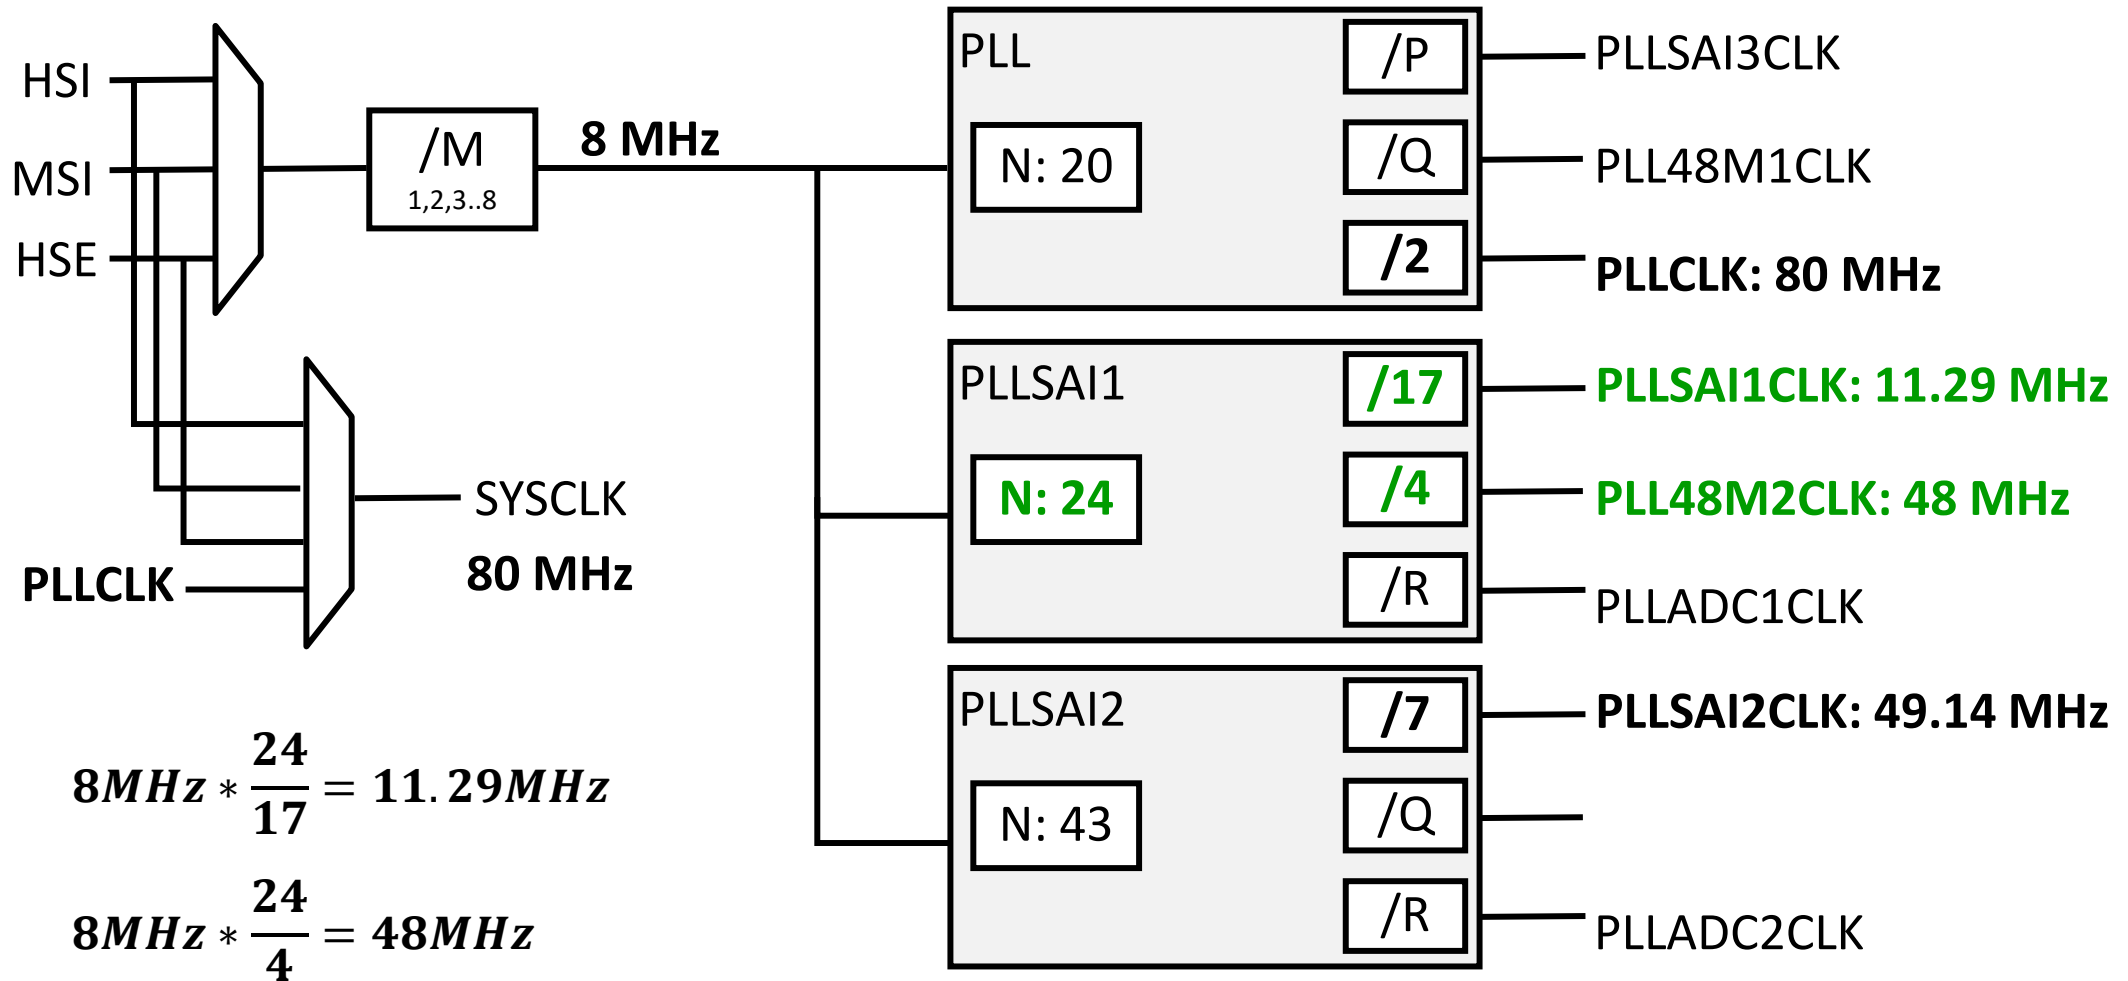 HSI
MSI
HSE
/M
1,2,3..8
8 MHz
PLLCLK
SYSCLK
80 MHz
PLL
N: 20
/P
/Q
/2
PLLSAI3CLK
PLL48M1CLK
PLLCLK: 80 MHz
PLLSAI1
N: 24
/17
/4
/R
PLLSAI1CLK: 11.29 MHz
PLL48M2CLK: 48 MHz
PLLADC1CLK
PLLSAI2
N: 43
/7
/Q
/R
PLLSAI2CLK: 49.14 MHz
PLLADC2CLK
8MHz * 24/17 = 11.29MHz
8MHz * 24/4 = 48MHz